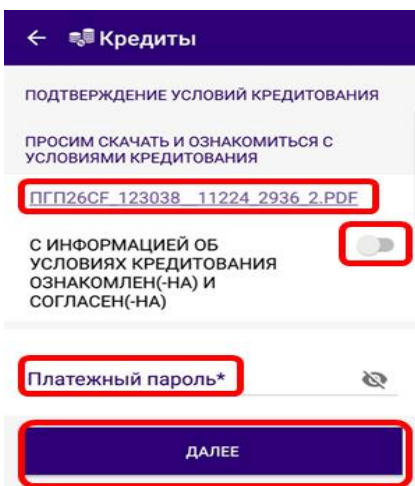 Кредиты
ПОДТВЕРЖДЕНИЕ УСЛОВИЙ КРЕДИТОВАНИЯ
ПРОСИМ СКАЧАТЬ И ОЗНАКОМИТЬСЯ С
УСЛОВИЯМИ КРЕДИТОВАНИЯ
ПГП26CF_123038__11224_2936_2.PDF
С ИНФОРМАЦИЕЙ ОБ
УСЛОВИЯХ КРЕДИТОВАНИЯ
ОЗНАКОМЛЕН(-НА) И
СОГЛАСЕН(-НА)
Платежный пароль*
ДАЛЕЕ